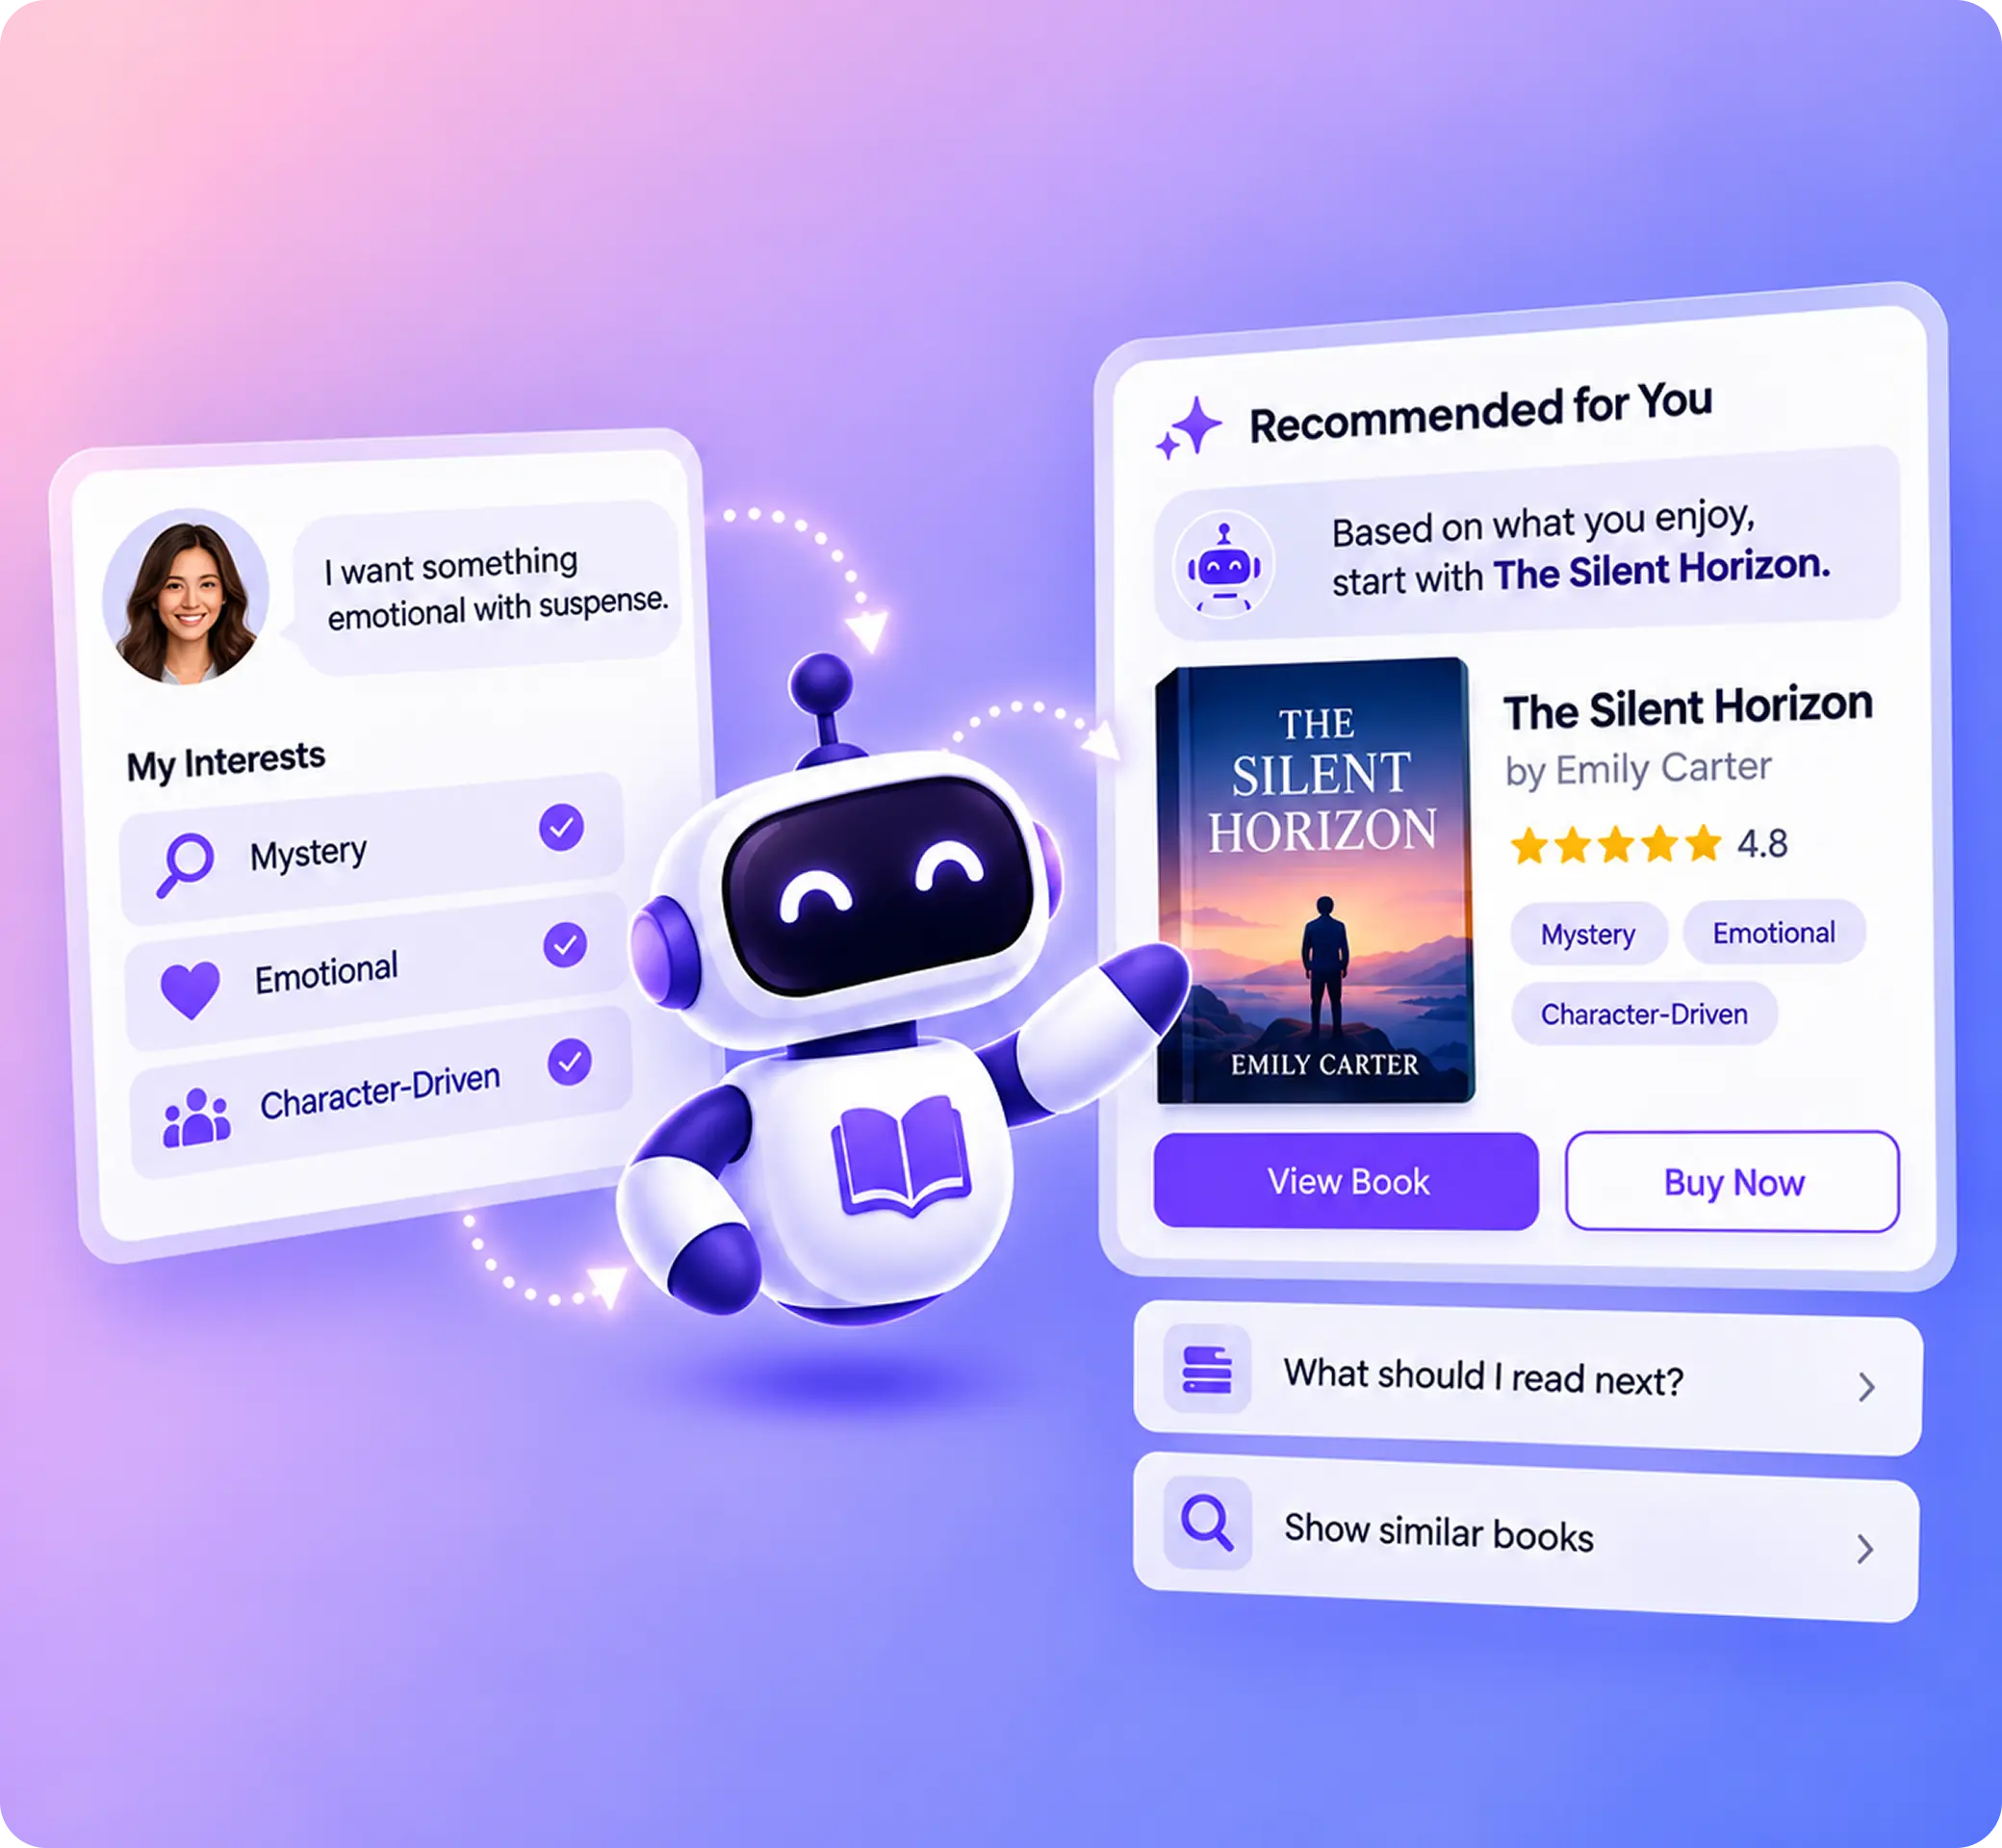 I want something
emotional with suspense.
My Interests
Mystery
Emotional
Character-Driven
Recommended for You
Based on what you enjoy,
start with The Silent Horizon.
THE
SILENT
HORIZON
EMILY CARTER
The Silent Horizon
by Emily Carter
4.8
Mystery
Emotional
Character-Driven
View Book
Buy Now
What should I read next?
Show similar books